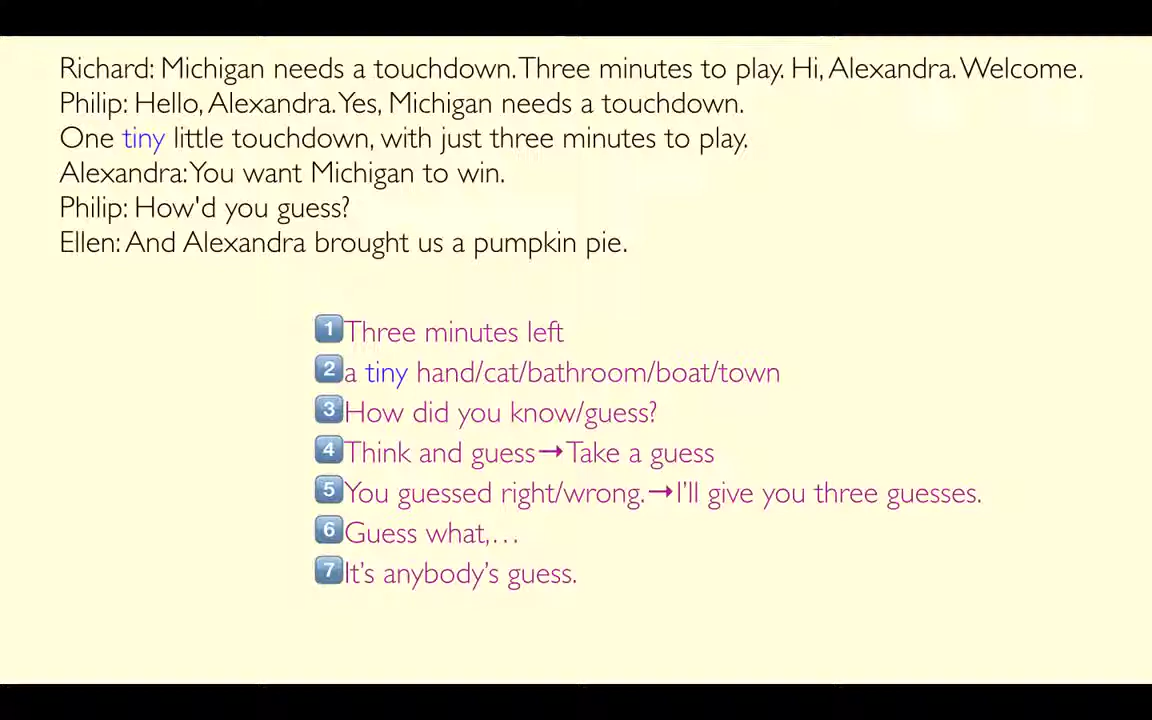 Richard: Michigan needs a touchdown. Three minutes to play. Hi, Alexandra. Welcome.
Philip: Hello, Alexandra. Yes, Michigan needs a touchdown.
One tiny little touchdown, with just three minutes to play.
Alexandra: You want Michigan to win.
Philip: How'd you guess?
Ellen: And Alexandra brought us a pumpkin pie.
1 Three minutes left
2 a tiny hand/cat/bathroom/boat/town
3 How did you know/guess?
4 Think and guess→Take a guess
5 You guessed right/wrong.→I’ll give you three guesses.
6 Guess what,…
7 It’s anybody’s guess.